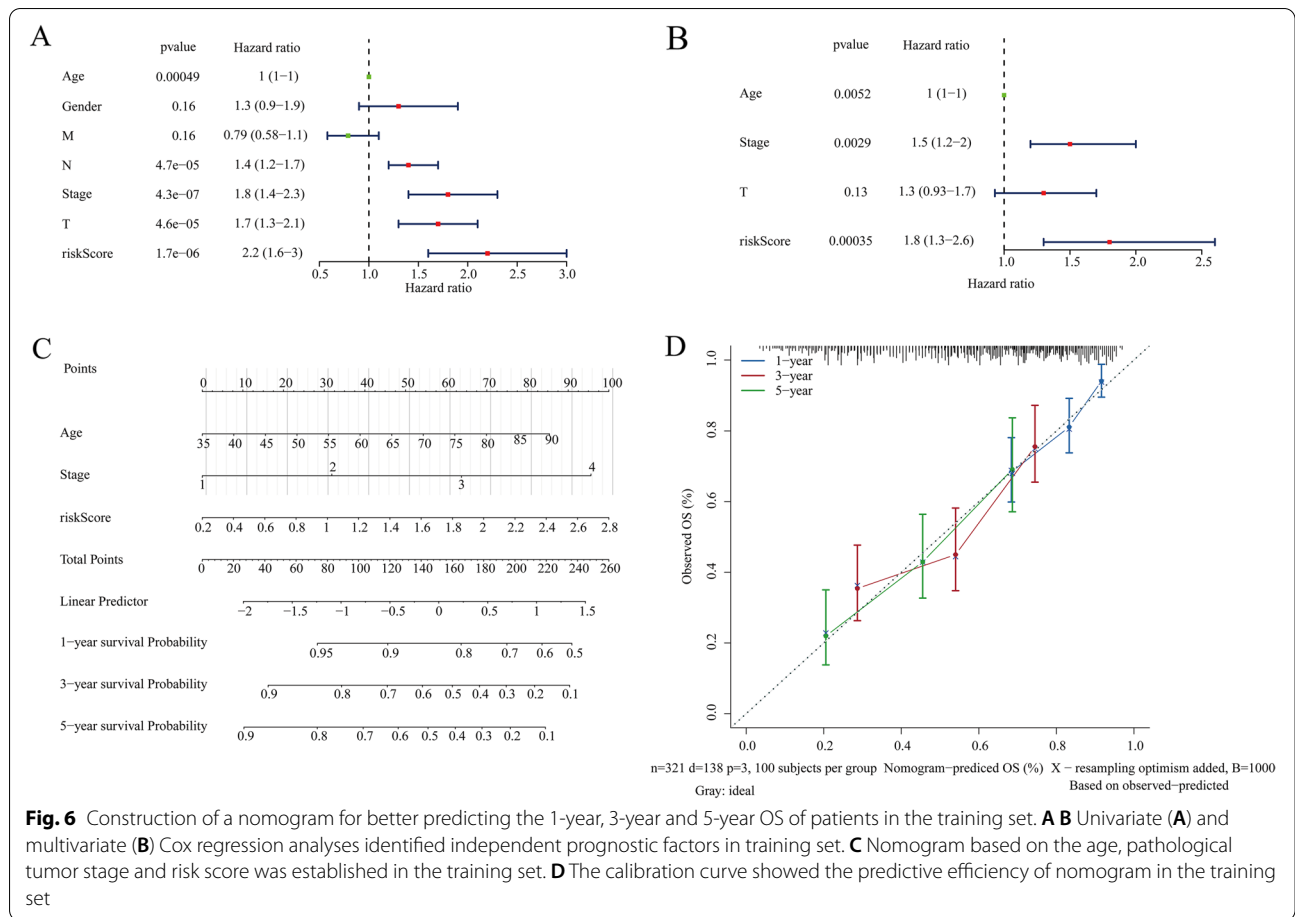 A
pvalue Hazard ratio
Age 0.00049 1 (1−1)
Gender 0.16 1.3 (0.9−1.9)
M 0.16 0.79 (0.58−1.1)
N 4.7e−05 1.4 (1.2−1.7)
Stage 4.3e−07 1.8 (1.4−2.3)
T 4.6e−05 1.7 (1.3−2.1)
riskScore 1.7e−06 2.2 (1.6−3)
0.5 1.0 1.5 2.0 2.5 3.0
Hazard ratio
B
pvalue Hazard ratio
Age 0.0052 1 (1−1)
Stage 0.0029 1.5 (1.2−2)
T 0.13 1.3 (0.93−1.7)
riskScore 0.00035 1.8 (1.3−2.6)
1.0 1.5 2.0 2.5
Hazard ratio
C
Points
0 10 20 30 40 50 60 70 80 90 100
Age
35 40 45 50 55 60 65 70 75 80 85 90
Stage
1 2 3 4
riskScore
0.2 0.4 0.6 0.8 1 1.2 1.4 1.6 1.8 2 2.2 2.4 2.6 2.8
Total Points
0 20 40 60 80 100 120 140 160 180 200 220 240 260
Linear Predictor
−2 −1.5 −1 −0.5 0 0.5 1 1.5
1−year survival Probability
0.95 0.9 0.8 0.7 0.6 0.5
3−year survival Probability
0.9 0.8 0.7 0.6 0.5 0.4 0.3 0.2 0.1
5−year survival Probability
0.9 0.8 0.7 0.6 0.5 0.4 0.3 0.2 0.1
D
1−year
3−year
5−year
Observed OS (%)
1.0
0.8
0.6
0.4
0.2
0.0
0.0 0.2 0.4 0.6 0.8 1.0
n=321 d=138 p=3, 100 subjects per group Nomogram−prediced OS (%) X − resampling optimism added, B=1000
Gray: ideal Based on observed−predicted
Fig. 6 Construction of a nomogram for better predicting the 1-year, 3-year and 5-year OS of patients in the training set. A B Univariate (A) and
multivariate (B) Cox regression analyses identified independent prognostic factors in training set. C Nomogram based on the age, pathological
tumor stage and risk score was established in the training set. D The calibration curve showed the predictive efficiency of nomogram in the training
set